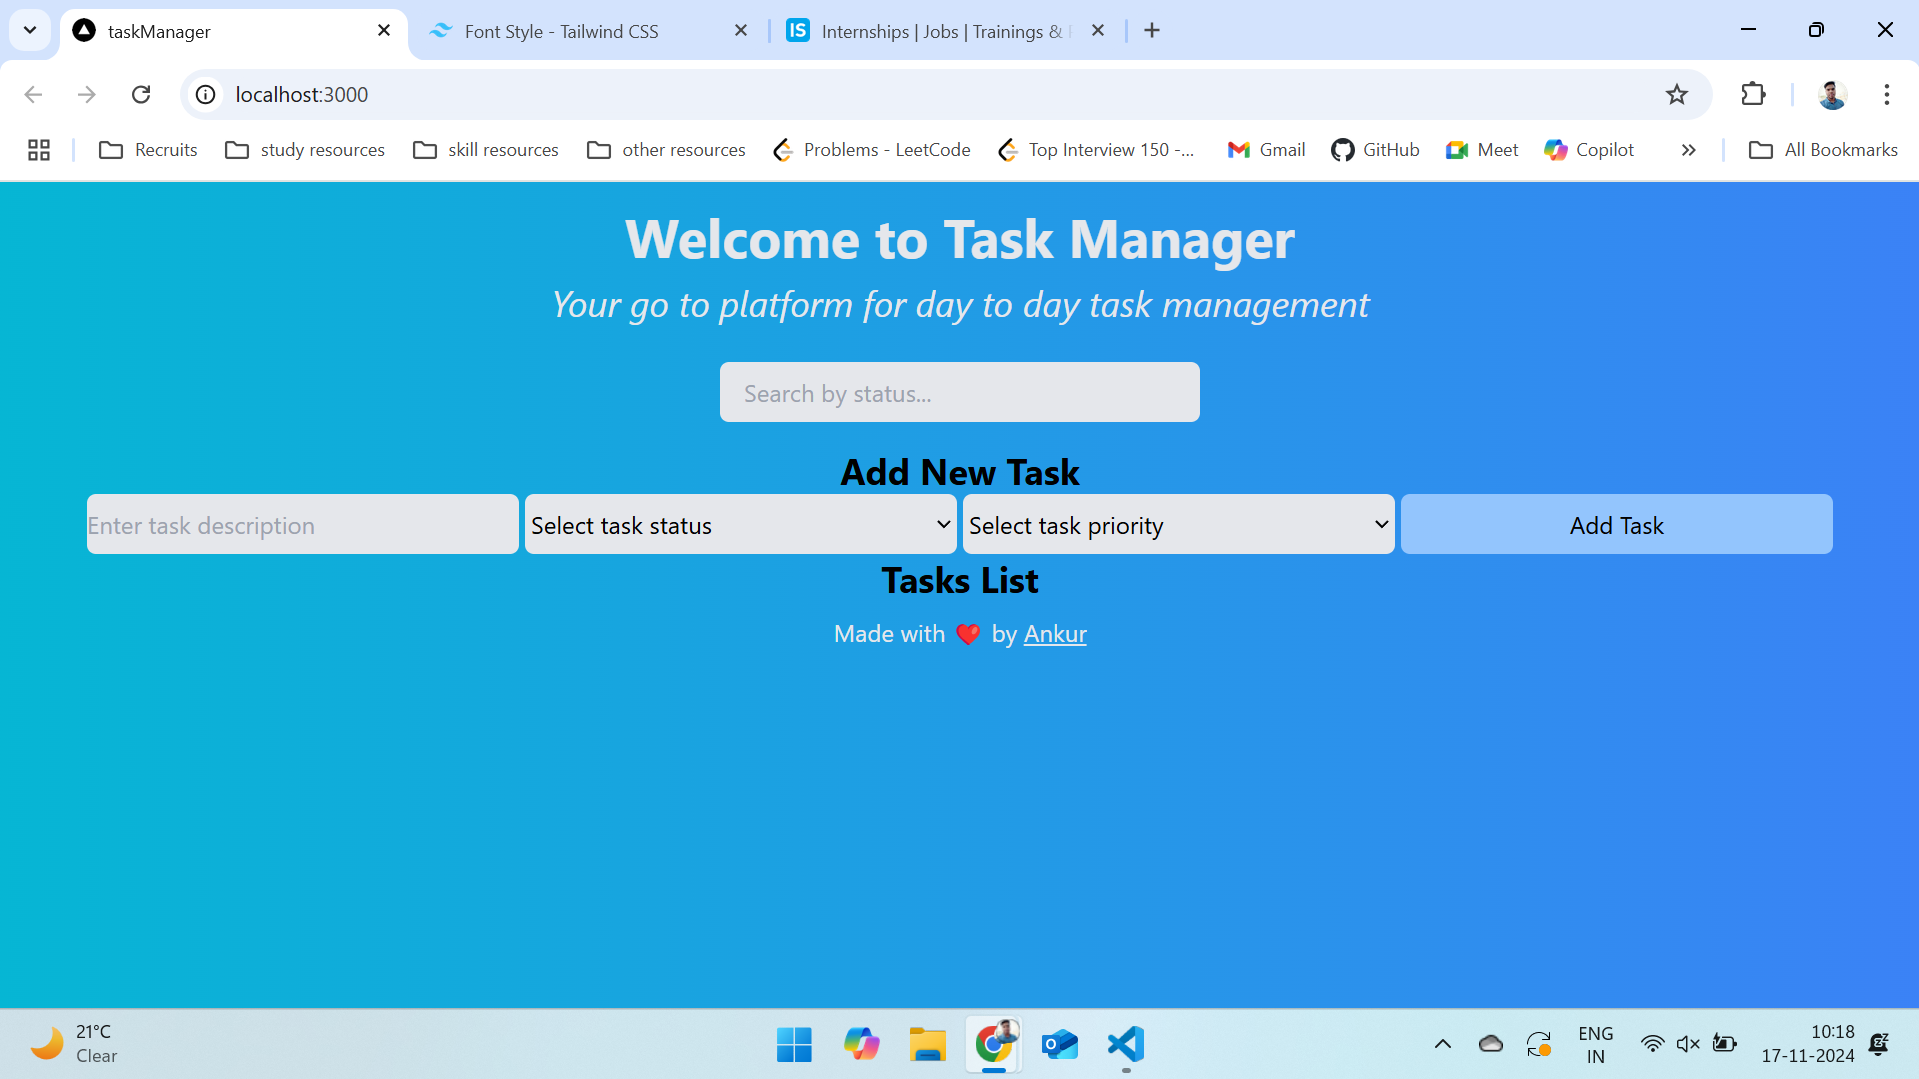 taskManager
Font Style - Tailwind CSS
IS Internships | Jobs | Trainings &
localhost:3000
Recruits
study resources
skill resources
other resources
Problems - LeetCode
Top Interview 150 -...
Gmail
GitHub
Meet
Copilot
All Bookmarks
Welcome to Task Manager
Your go to platform for day to day task management
Search by status...
Add New Task
Enter task description
Select task status
Select task priority
Add Task
Tasks List
Made with ❤️ by Ankur
21°C
Clear
ENG
IN
10:18
17-11-2024